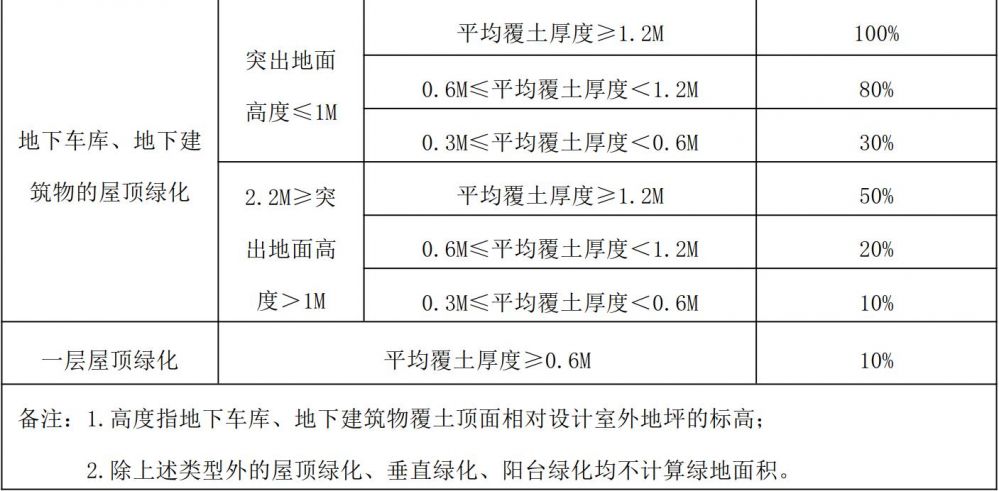 地下车库、地下建
筑物的屋顶绿化
突出地面
高度≤1M
平均覆土厚度≥1.2M
100%
0.6M≤平均覆土厚度<1.2M
80%
0.3M≤平均覆土厚度<0.6M
30%
2.2M≥突
出地面高
度>1M
平均覆土厚度≥1.2M
50%
0.6M≤平均覆土厚度<1.2M
20%
0.3M≤平均覆土厚度<0.6M
10%
一层屋顶绿化
平均覆土厚度≥0.6M
10%
备注：1.高度指地下车库、地下建筑物覆土顶面相对设计室外地坪的标高；
2.除上述类型外的屋顶绿化、垂直绿化、阳台绿化均不计算绿地面积。